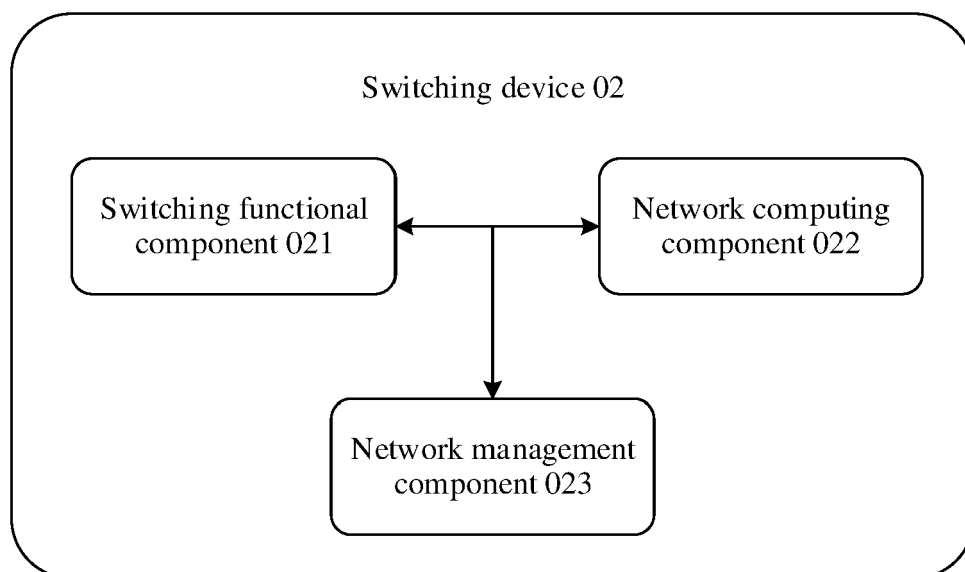 Switching device 02
Switching functional
component 021
Network computing
component 022
Network management
component 023